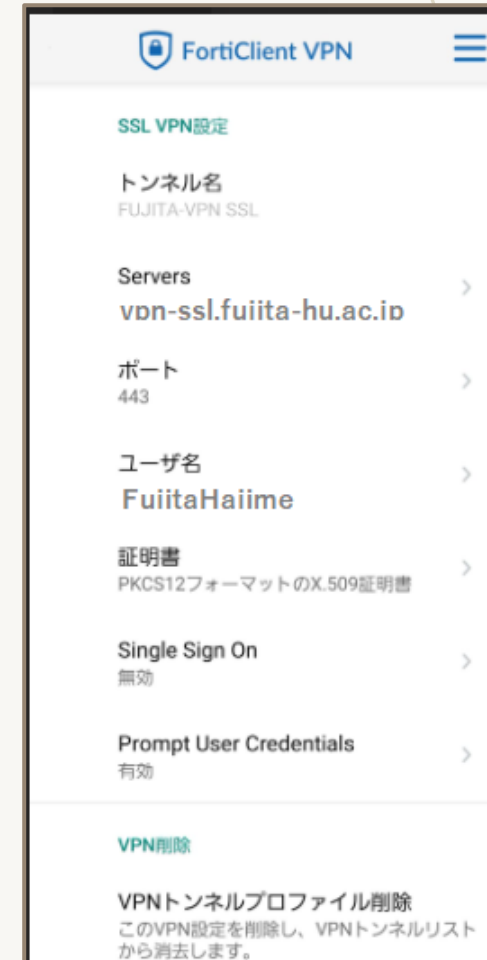 FortiClient VPN
SSL VPN設定
トンネル名
FUJITA-VPN SSL
Servers
vpn-ssl.fujita-hu.ac.jp
ポート
443
ユーザ名
FujitaHajime
証明書
PKCS12フォーマットのX.509証明書
Single Sign On
無効
Prompt User Credentials
有効
VPN削除
VPNトンネルプロファイル削除
このVPN設定を削除し、VPNトンネルリスト
から消去します。